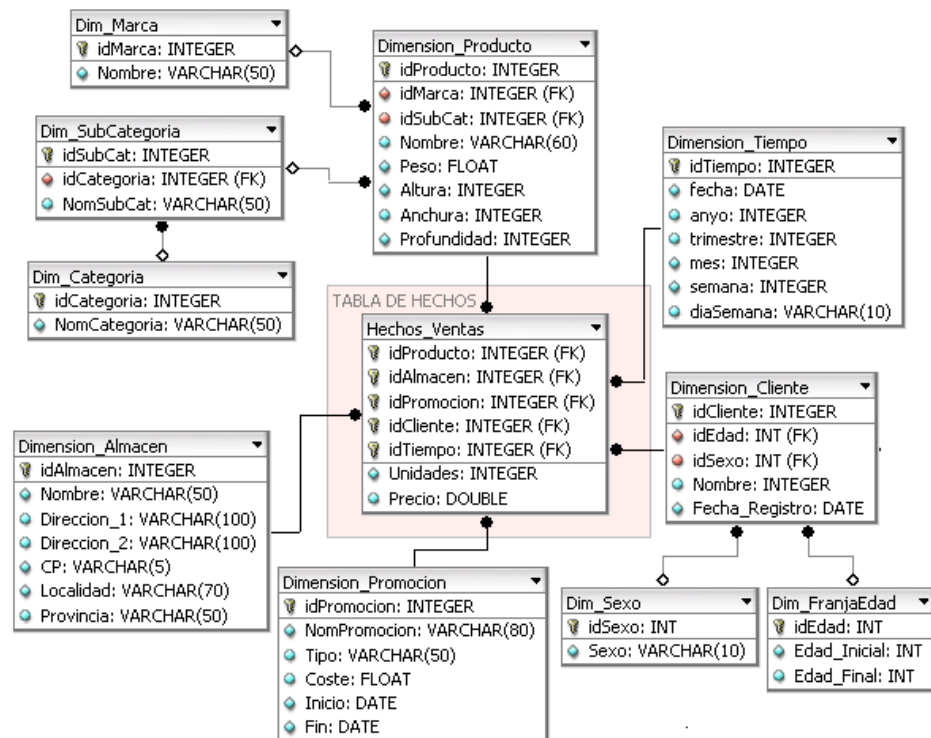 Dim_Marca
idMarca: INTEGER
Nombre: VARCHAR(50)
Dimension_Producto
idProducto: INTEGER
idMarca: INTEGER (FK)
idSubCat: INTEGER (FK)
Nombre: VARCHAR(60)
Peso: FLOAT
Altura: INTEGER
Anchura: INTEGER
Profundidad: INTEGER
Dim_SubCategoria
idSubCat: INTEGER
idCategoria: INTEGER (FK)
NomSubCat: VARCHAR(50)
Dim_Categoria
idCategoria: INTEGER
NomCategoria: VARCHAR(50)
Dimension_Tiempo
idTiempo: INTEGER
fecha: DATE
anyo: INTEGER
trimestre: INTEGER
mes: INTEGER
semana: INTEGER
diaSemana: VARCHAR(10)
TABLA DE HECHOS
Hechos_Ventas
idProducto: INTEGER (FK)
idAlmacen: INTEGER (FK)
idPromocion: INTEGER (FK)
idCliente: INTEGER (FK)
idTiempo: INTEGER (FK)
Unidades: INTEGER
Precio: DOUBLE
Dimension_Cliente
idCliente: INTEGER
idEdad: INT (FK)
idSexo: INT (FK)
Nombre: INTEGER
Fecha_Registro: DATE
Dimension_Almacen
idAlmacen: INTEGER
Nombre: VARCHAR(50)
Direccion_1: VARCHAR(100)
Direccion_2: VARCHAR(100)
CP: VARCHAR(5)
Localidad: VARCHAR(70)
Provincia: VARCHAR(50)
Dimension_Promocion
idPromocion: INTEGER
NomPromocion: VARCHAR(80)
Tipo: VARCHAR(50)
Coste: FLOAT
Inicio: DATE
Fin: DATE
Dim_Sexo
idSexo: INT
Sexo: VARCHAR(10)
Dim_FranjaEdad
idEdad: INT
Edad_Inicial: INT
Edad_Final: INT